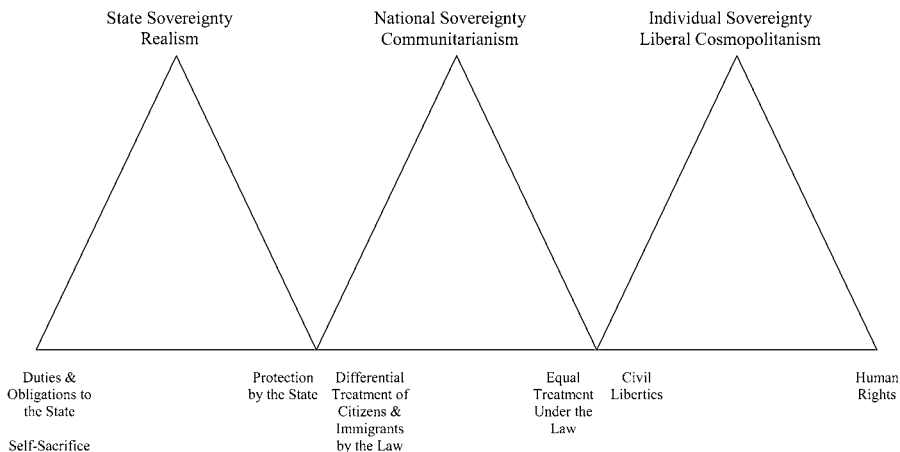 State Sovereignty
Realism
National Sovereignty
Communitarianism
Individual Sovereignty
Liberal Cosmopolitanism
Duties &
Obligations to
the State
Self-Sacrifice
Protection
by the State
Differential
Treatment of
Citizens &
Immigrants
by the Law
Equal
Treatment
Under the
Law
Civil
Liberties
Human
Rights